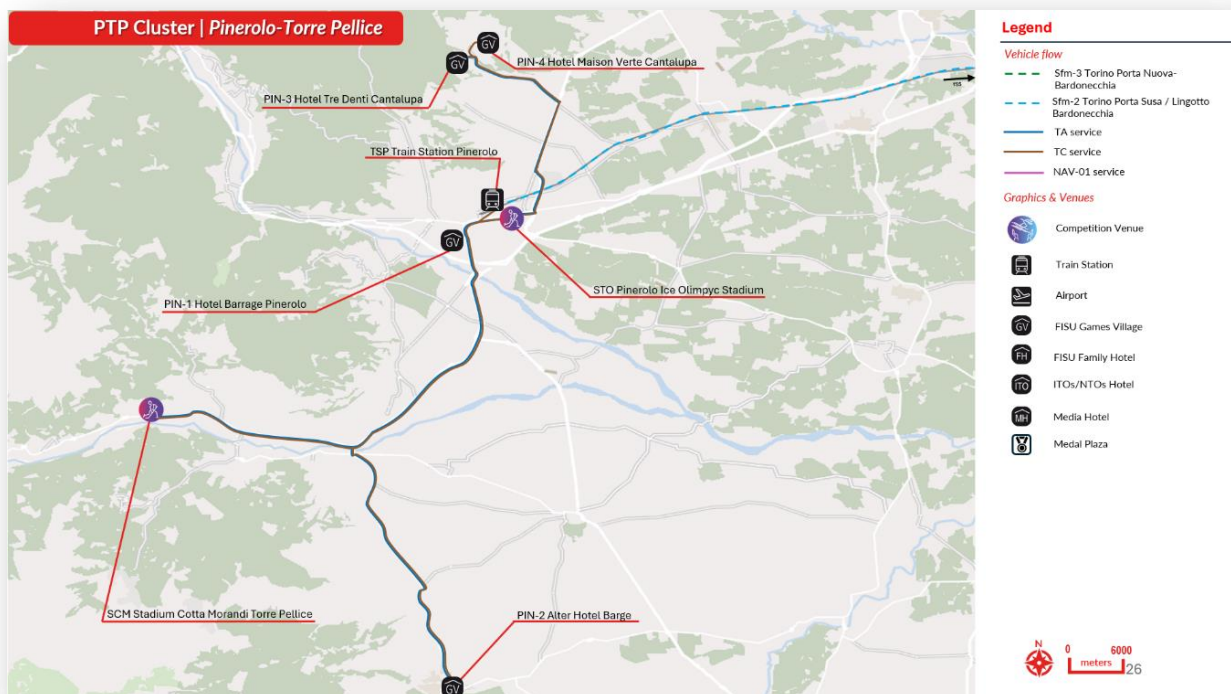 PTP Cluster | Pinerolo-Torre Pellice
GV
PIN-4 Hotel Maison Verte Cantalupa
GV
PIN-3 Hotel Tre Denti Cantalupa
TSP Train Station Pinerolo
GV
PIN-1 Hotel Barrage Pinerolo
STO Pinerolo Ice Olimpyc Stadium
SCM Stadium Cotta Morandi Torre Pellice
PIN-2 Alter Hotel Barge
GV
Legend
Vehicle flow
Sfm-3 Torino Porta Nuova-
Bardonecchia
Sfm-2 Torino Porta Susa / Lingotto
Bardonecchia
TA service
TC service
NAV-01 service
Graphics & Venues
Competition Venue
Train Station
Airport
GV
FISU Games Village
FH
FISU Family Hotel
ITO
ITOs/NTOs Hotel
MH
Media Hotel
Medal Plaza
N
0 6000
meters
26